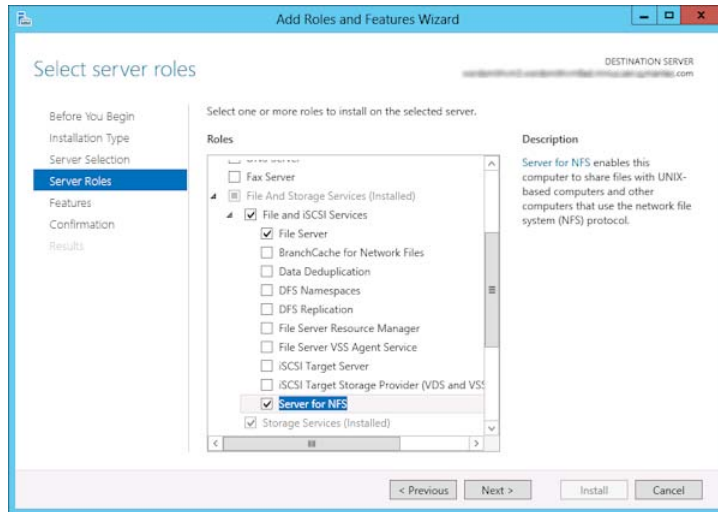 Add Roles and Features Wizard
Select server roles
DESTINATION SERVER
.com
Before You Begin
Installation Type
Server Selection
Server Roles
Features
Confirmation
Results
Select one or more roles to install on the selected server.
Roles
Fax Server
File And Storage Services (Installed)
File and iSCSI Services
File Server
BranchCache for Network Files
Data Deduplication
DFS Namespaces
DFS Replication
File Server Resource Manager
File Server VSS Agent Service
iSCSI Target Server
iSCSI Target Storage Provider (VDS and VSS
Server for NFS
Storage Services (Installed)
Description
Server for NFS enables this
computer to share files with UNIX-
based computers and other
computers that use the network file
system (NFS) protocol.
< Previous
Next >
Install
Cancel